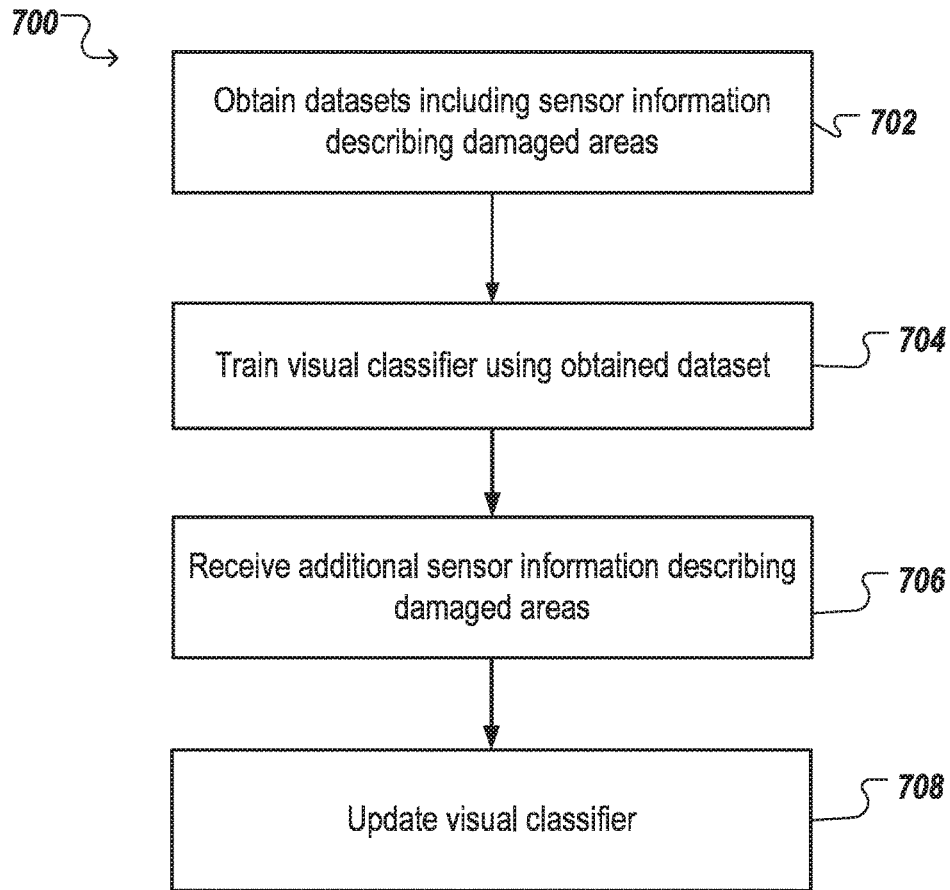 700
Obtain datasets including sensor information
describing damaged areas
702
Train visual classifier using obtained dataset
704
Receive additional sensor information describing
damaged areas
706
Update visual classifier
708